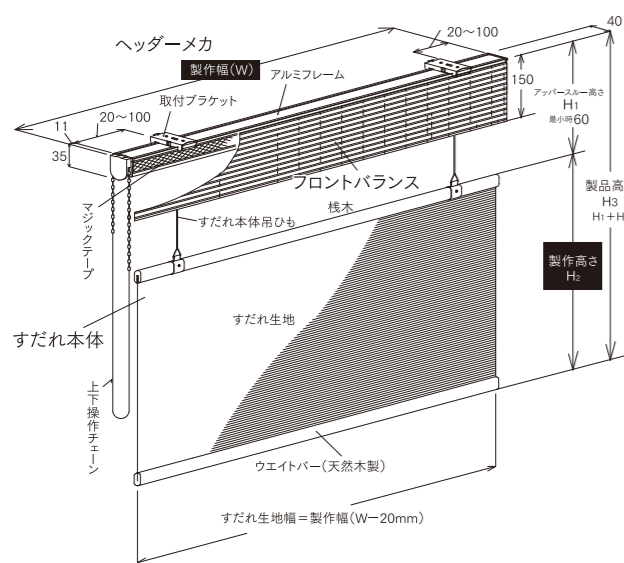 ヘッダーメカ
20～100
40
製作幅(W)
アルミフレーム
150
アッパースルー高さ
H1
最小時60
取付ブラケット
11
20～100
35
フロントバランス
製品高
H3
H1＋H
マジックテープ
すだれ本体吊ひも
桟木
製作高さ
H2
すだれ生地
すだれ本体
上下操作チェーン
ウエイトバー(天然木製)
すだれ生地幅＝製作幅(W－20mm)